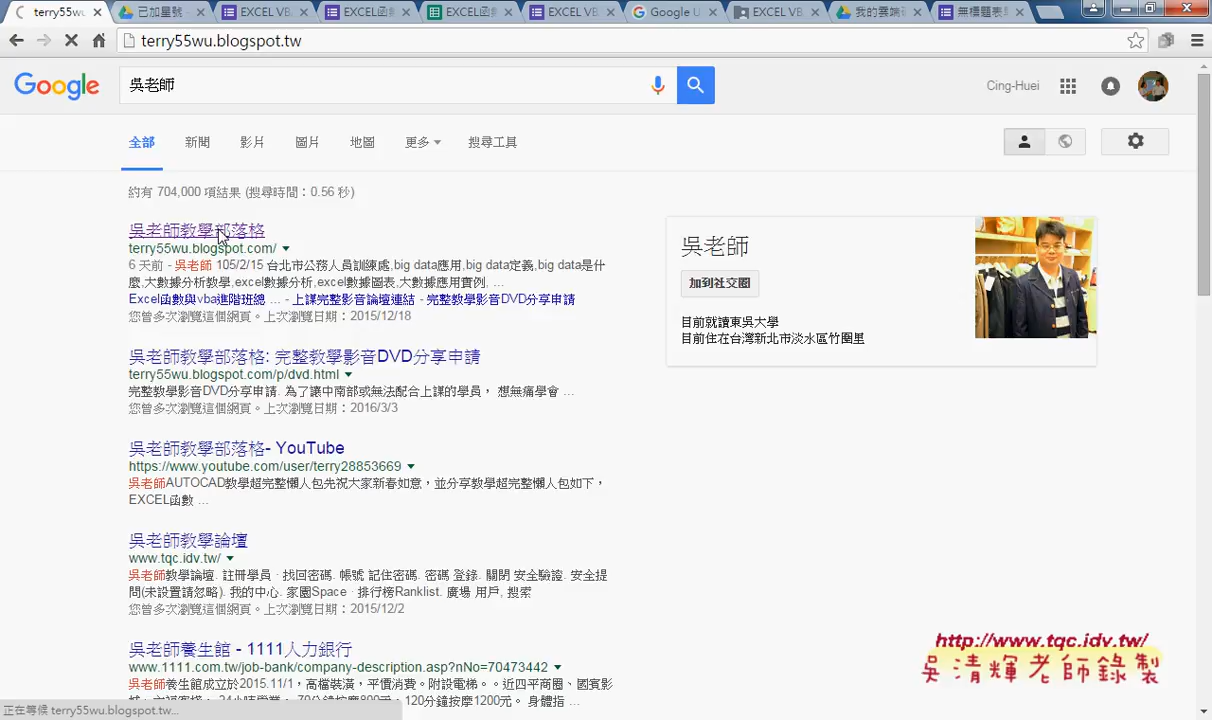 terry55wu
已加星號
EXCEL VBA
EXCEL函數
EXCEL函數
EXCEL VBA
Google U
EXCEL VB
我的雲端硬
無標題表單
terry55wu.blogspot.tw
Google
吳老師
Cing-Huei
全部
新聞
影片
圖片
地圖
更多
搜尋工具
約有 704,000 項結果 (搜尋時間：0.56 秒)
吳老師教學部落格
terry55wu.blogspot.com/
6 天前 - 吳老師 105/2/15 台北市公務人員訓練處,big data應用,big data定義,big data是什
麼,大數據分析教學,excel數據分析,excel數據圖表,大數據應用實例, ...
Excel函數與vba進階班總 ... - 上課完整影音論壇連結 - 完整教學影音DVD分享申請
您曾多次瀏覽這個網頁。上次瀏覽日期：2015/12/18
吳老師
加到社交圈
目前就讀東吳大學
目前住在台灣新北市淡水區竹圍里
吳老師教學部落格: 完整教學影音DVD分享申請
terry55wu.blogspot.com/p/dvd.html
完整教學影音DVD分享申請. 為了讓中南部或無法配合上課的學員， 想無痛學會 ...
您曾多次瀏覽這個網頁。上次瀏覽日期：2016/3/3
吳老師教學部落格- YouTube
https://www.youtube.com/user/terry28853669
吳老師AUTOCAD教學超完整懶人包先祝大家新春如意，並分享教學超完整懶人包如下，
EXCEL函數 ...
吳老師教學論壇
www.tqc.idv.tw/
吳老師教學論壇. 註冊學員 · 找回密碼. 帳號 記住密碼. 密碼 登錄. 關閉 安全驗證. 安全提
問(未設置請忽略). 我的中心. 家園Space · 排行榜Ranklist. 廣場 用戶, 搜索
您曾多次瀏覽這個網頁。上次瀏覽日期：2015/12/2
吳老師養生館 - 1111人力銀行
www.1111.com.tw/job-bank/company-description.asp?nNo=70473442
吳老師養生館成立於2015.11/1，高檔裝潢，平價消費。附設電梯。。近四平商圈、國賓影
http://www.tqc.idv.tw/
吳清輝老師錄製
正在等候 terry55wu.blogspot.tw...